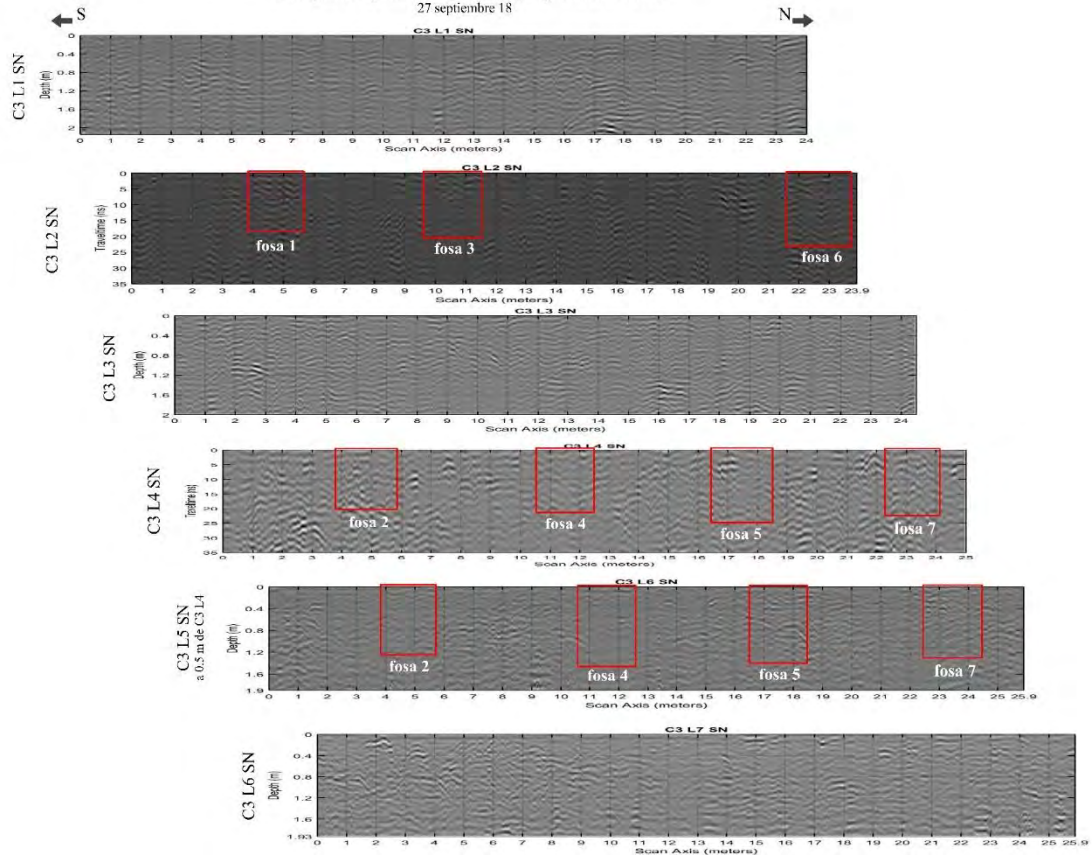 27 septiembre 18
S
N
C3 L1 SN
C3 L1 SN
Depth (m)
0
0.4
0.8
1.2
1.6
2
0 1 2 3 4 5 6 7 8 9 10 11 12 13 14 15 16 17 18 19 20 21 22 23 24
Scan Axis (meters)
C3 L2 SN
C3 L2 SN
Traveltime (ns)
0
5
10
15
20
25
30
35
fosa 1
fosa 3
fosa 6
0 1 2 3 4 5 6 7 8 9 10 11 12 13 14 15 16 17 18 19 20 21 22 23 23.9
Scan Axis (meters)
C3 L3 SN
C3 L3 SN
Depth (m)
0
0.4
0.8
1.2
1.6
2
0 1 2 3 4 5 6 7 8 9 10 11 12 13 14 15 16 17 18 19 20 21 22 23 24
Scan Axis (meters)
C3 L4 SN
C3 L4 SN
Traveltime (ns)
0
5
10
15
20
25
30
35
fosa 2
fosa 4
fosa 5
fosa 7
0 1 2 3 4 5 6 7 8 9 10 11 12 13 14 15 16 17 18 19 20 21 22 23 24 25
Scan Axis (meters)
C3 L6 SN
C3 L5 SN
a 0.5 m de C3 L4
Depth (m)
0
0.4
0.8
1.2
1.6
1.9
fosa 2
fosa 4
fosa 5
fosa 7
0 1 2 3 4 5 6 7 8 9 10 11 12 13 14 15 16 17 18 19 20 21 22 23 24 25 25.9
Scan Axis (meters)
C3 L7 SN
C3 L6 SN
Depth (m)
0
0.4
0.8
1.2
1.6
1.93
0 1 2 3 4 5 6 7 8 9 10 11 12 13 14 15 16 17 18 19 20 21 22 23 24 25 25.9
Scan Axis (meters)